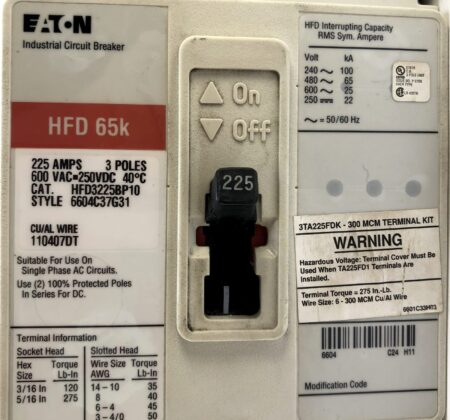 EATON
Industrial Circuit Breaker
HFD 65k
225 AMPS 3 POLES
600 VAC≂250VDC 40°C
CAT. HFD3225BP10
STYLE 6604C37G31
CU/AL WIRE
110407DT
Suitable For Use On
Single Phase AC Circuits.
Use (2) 100% Protected Poles
In Series For DC.
Terminal Information
Socket Head
Hex Size Torque Lb-In
3/16 In 120
5/16 In 275
Slotted Head
Wire Size AWG Torque Lb-In
14-10 35
8 40
6-4 45
3-4/0 50
On
Off
225
HFD Interrupting Capacity
RMS Sym. Ampere
Volt kA
240 ~ 100
480 ~ 65
600 ~ 25
250 ⎓ 22
~ = 50/60 Hz
3TA225FDK - 300 MCM TERMINAL KIT
WARNING
Hazardous Voltage: Terminal Cover Must Be
Used When TA225FD1 Terminals Are
Installed.
Terminal Torque = 275 In.-Lb.
Wire Size: 6 - 300 MCM Cu/Al Wire
6601C33H03
6604 C24 H11
Modification Code